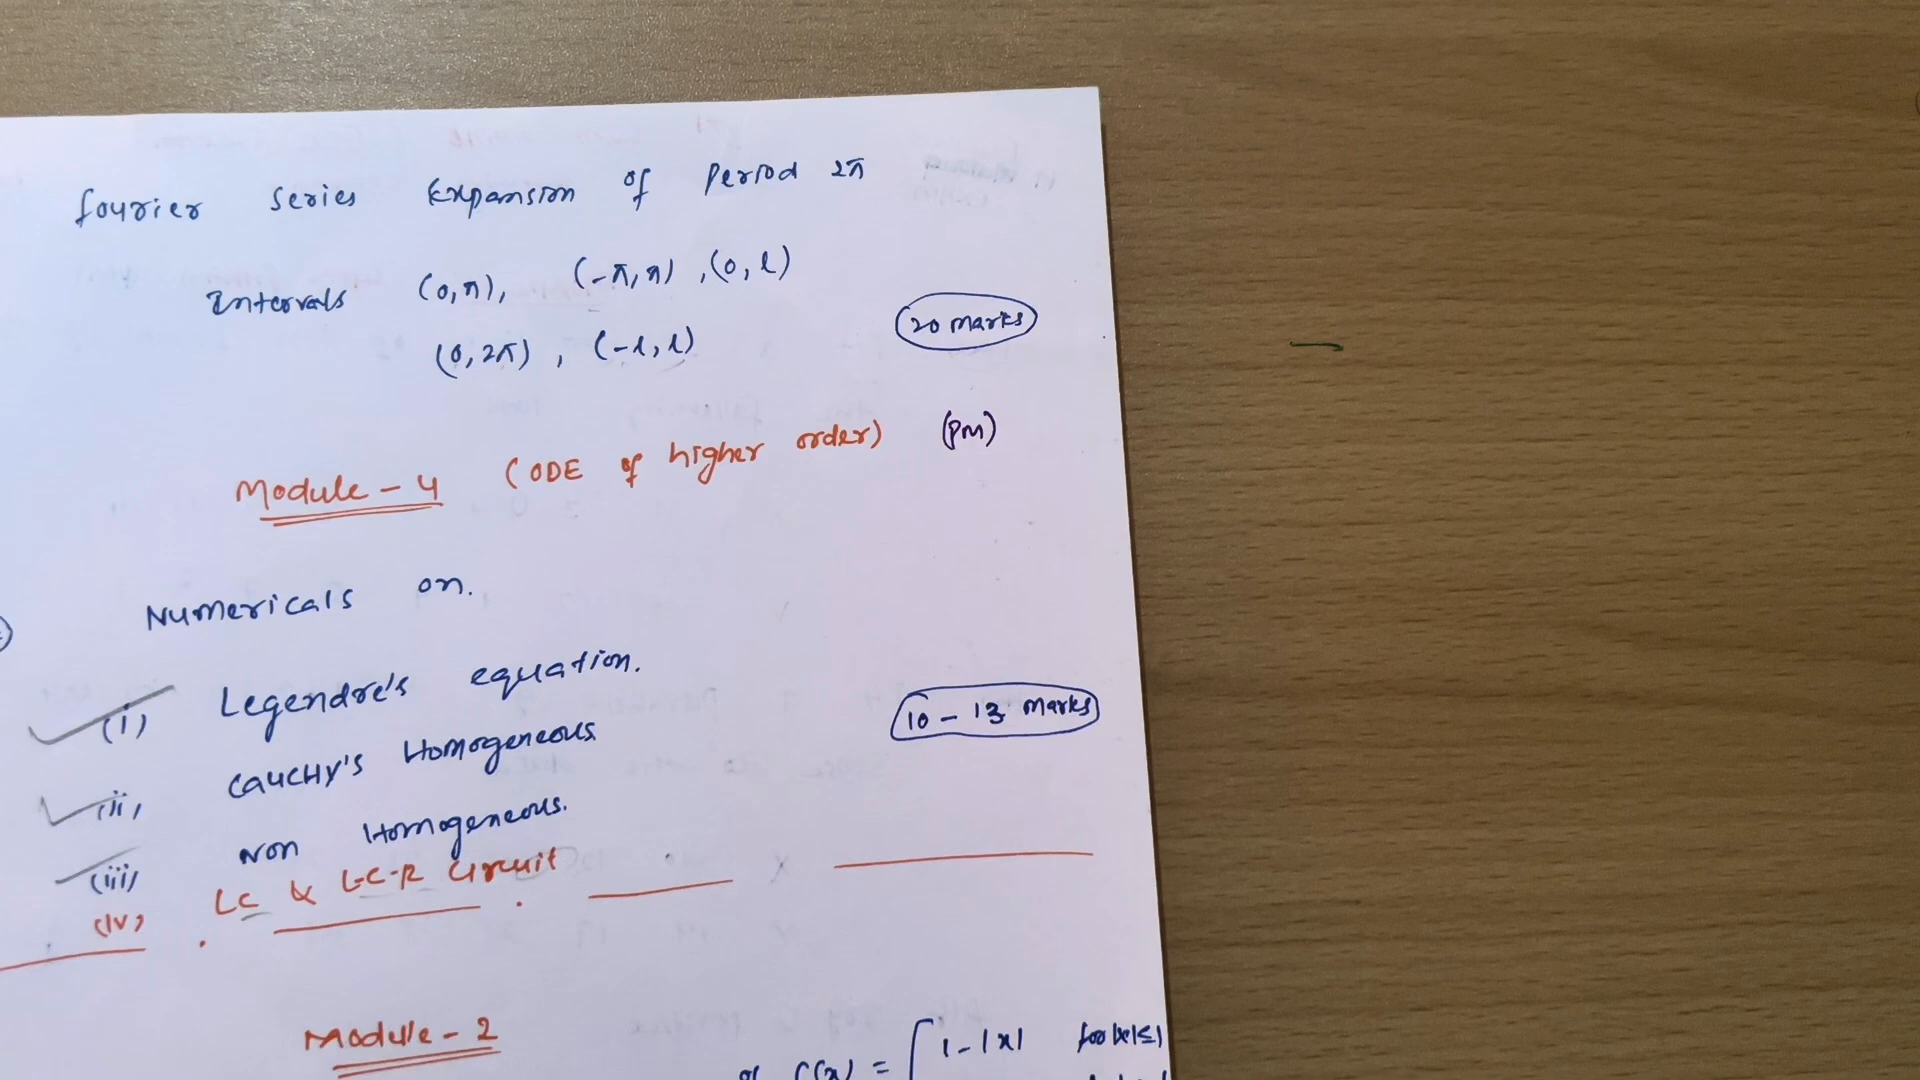 Fourier Series Expansion of Period 2π
Intervals (0,π), (-π,π), (0,l)
(0,2π), (-l,l)
20 marks
Module-4 (ODE of higher order) (PM)
Numericals on.
(i) Legendre's equation.
(ii) CAUCHY'S Homogeneous
10-13 marks
(iii) Non Homogeneous.
(iv) LC & L-C-R Circuit
Module-2
of f(x) = 1-|x| for |x|≤1